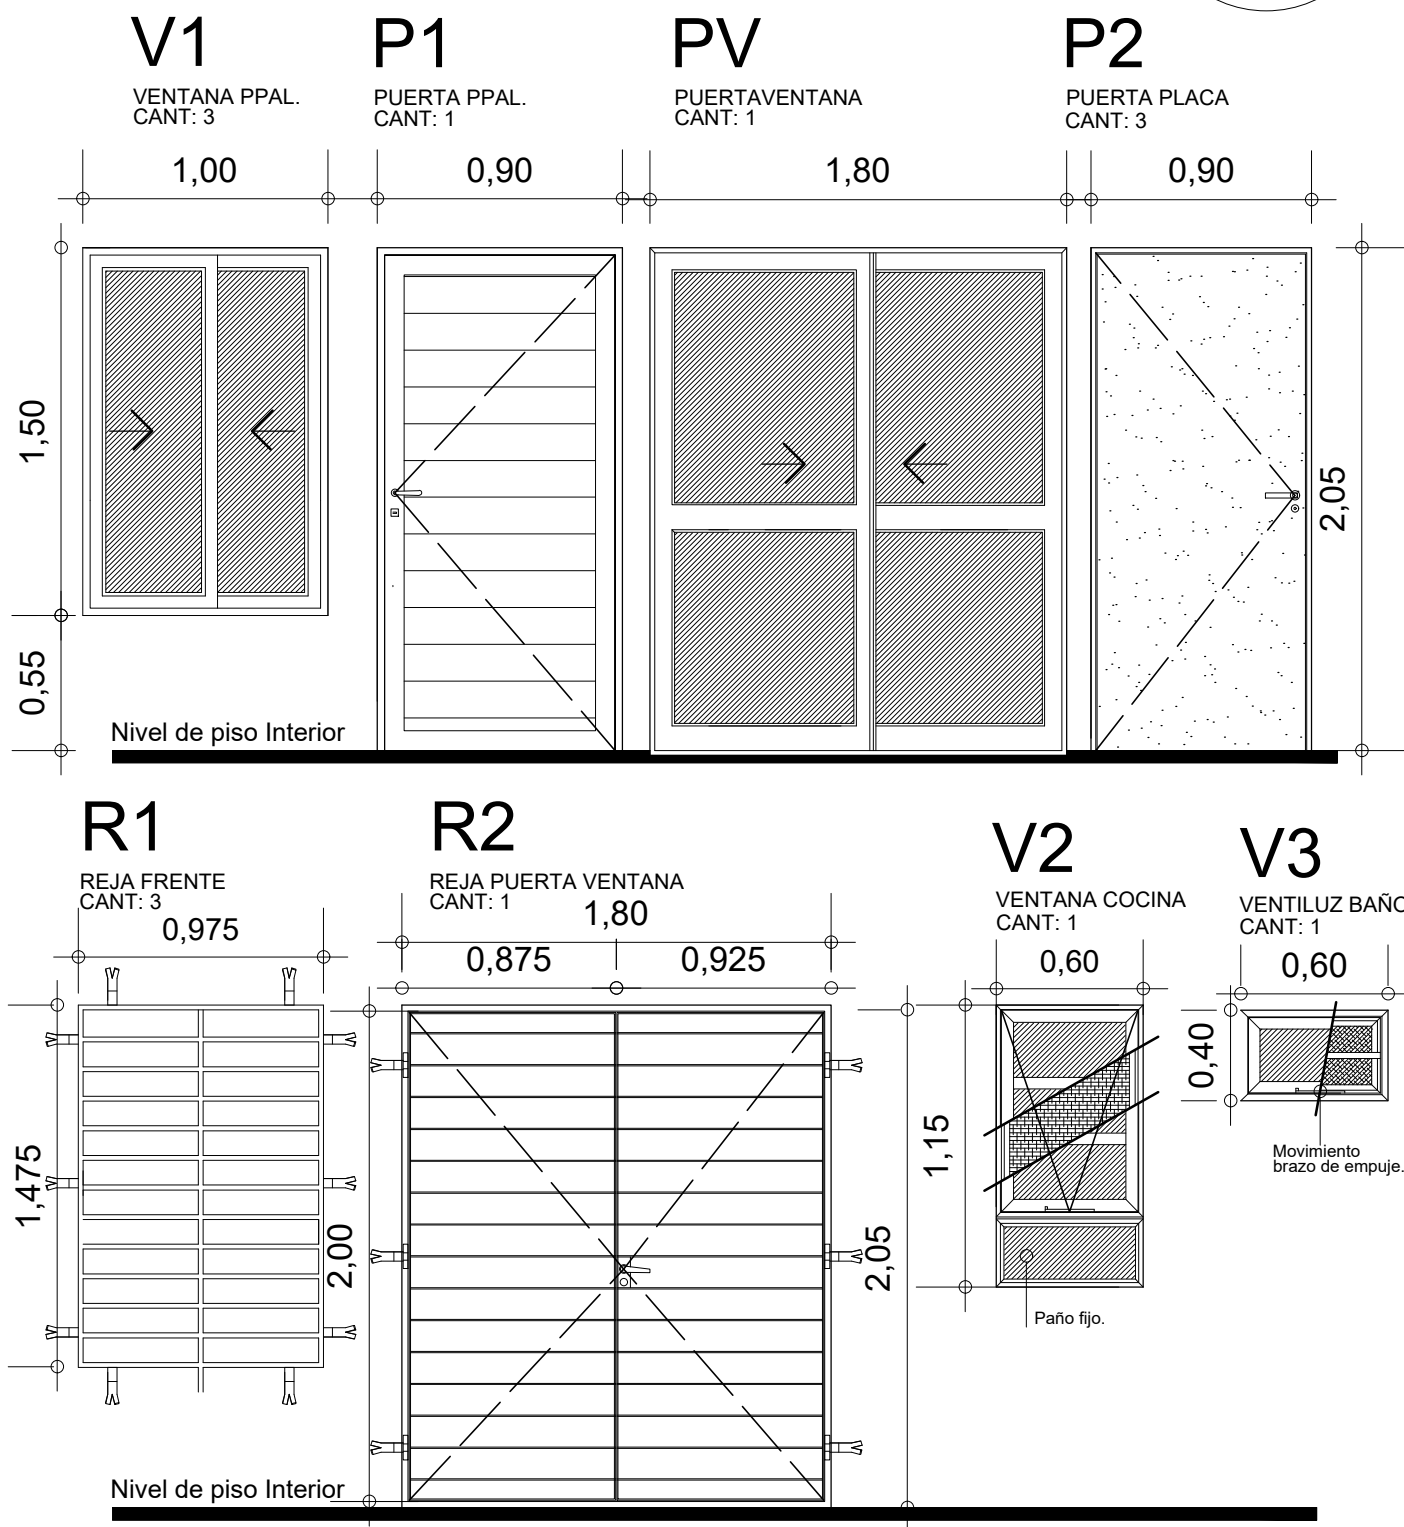 V1
VENTANA PPAL.
CANT: 3
P1
PUERTA PPAL.
CANT: 1
PV
PUERTAVENTANA
CANT: 1
P2
PUERTA PLACA
CANT: 3
1,00
0,90
1,80
0,90
1,50
0,55
2,05
Nivel de piso Interior
R1
REJA FRENTE
CANT: 3
0,975
1,475
R2
REJA PUERTA VENTANA
CANT: 1
1,80
0,875
0,925
2,00
2,05
V2
VENTANA COCINA
CANT: 1
0,60
1,15
Paño fijo.
V3
VENTILUZ BAÑO
CANT: 1
0,60
0,40
Movimiento
brazo de empuje.
Nivel de piso Interior